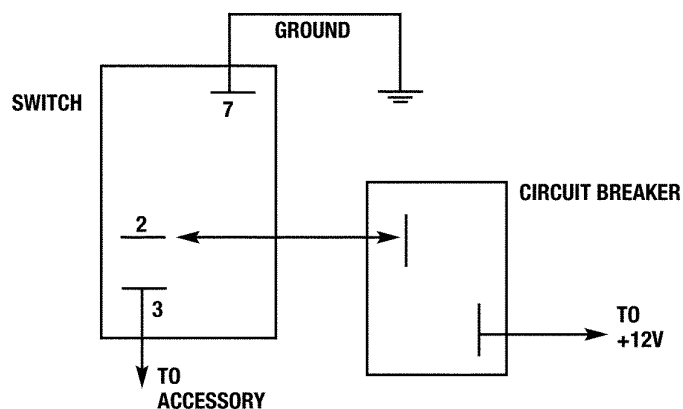 GROUND
SWITCH
7
CIRCUIT BREAKER
2
3
TO
+12V
TO
ACCESSORY